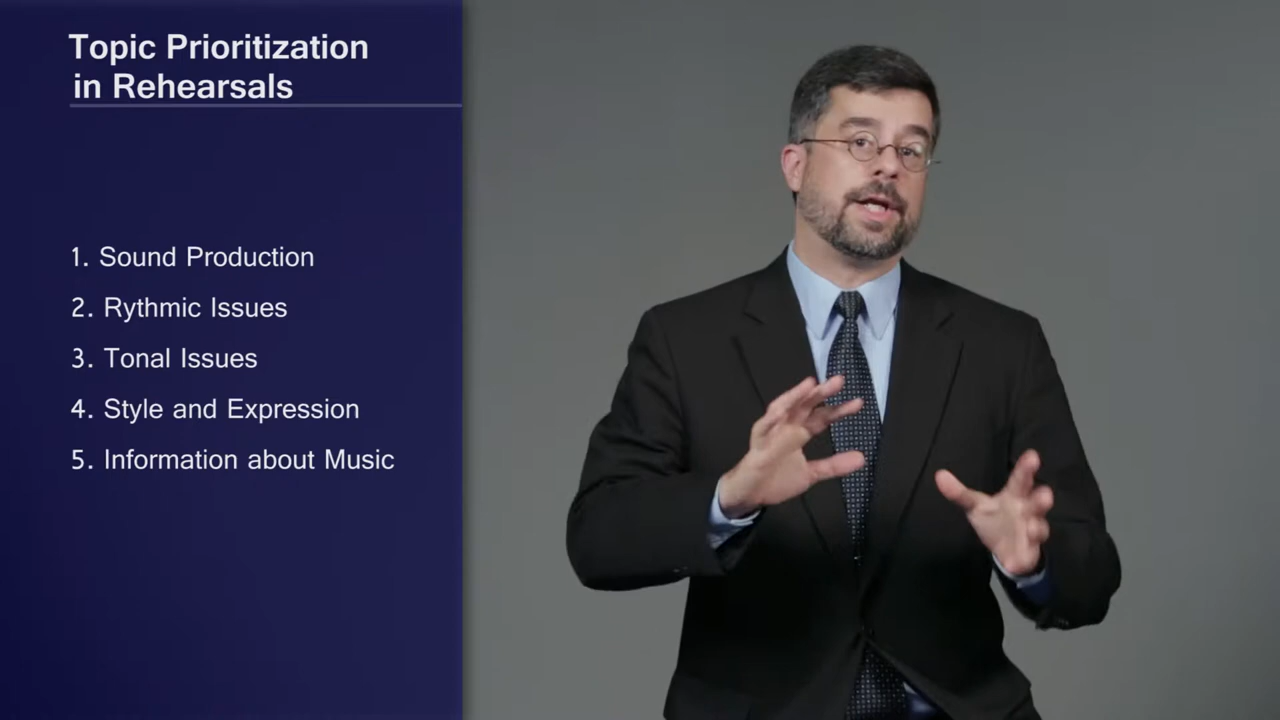 Topic Prioritization
in Rehearsals
1. Sound Production
2. Rythmic Issues
3. Tonal Issues
4. Style and Expression
5. Information about Music